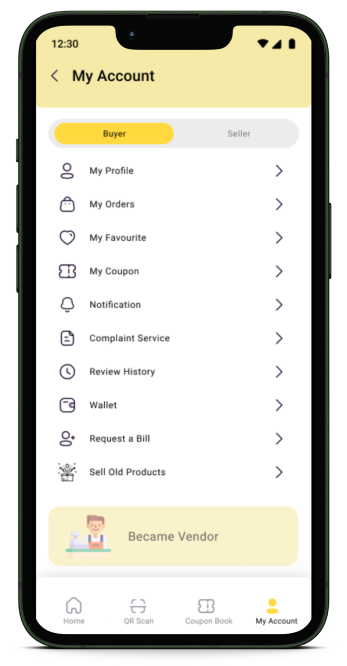 12:30
My Account
Buyer Seller
My Profile
My Orders
My Favourite
My Coupon
Notification
Complaint Service
Review History
Wallet
Request a Bill
Sell Old Products
Became Vendor
Home QR Scan Coupon Book My Account